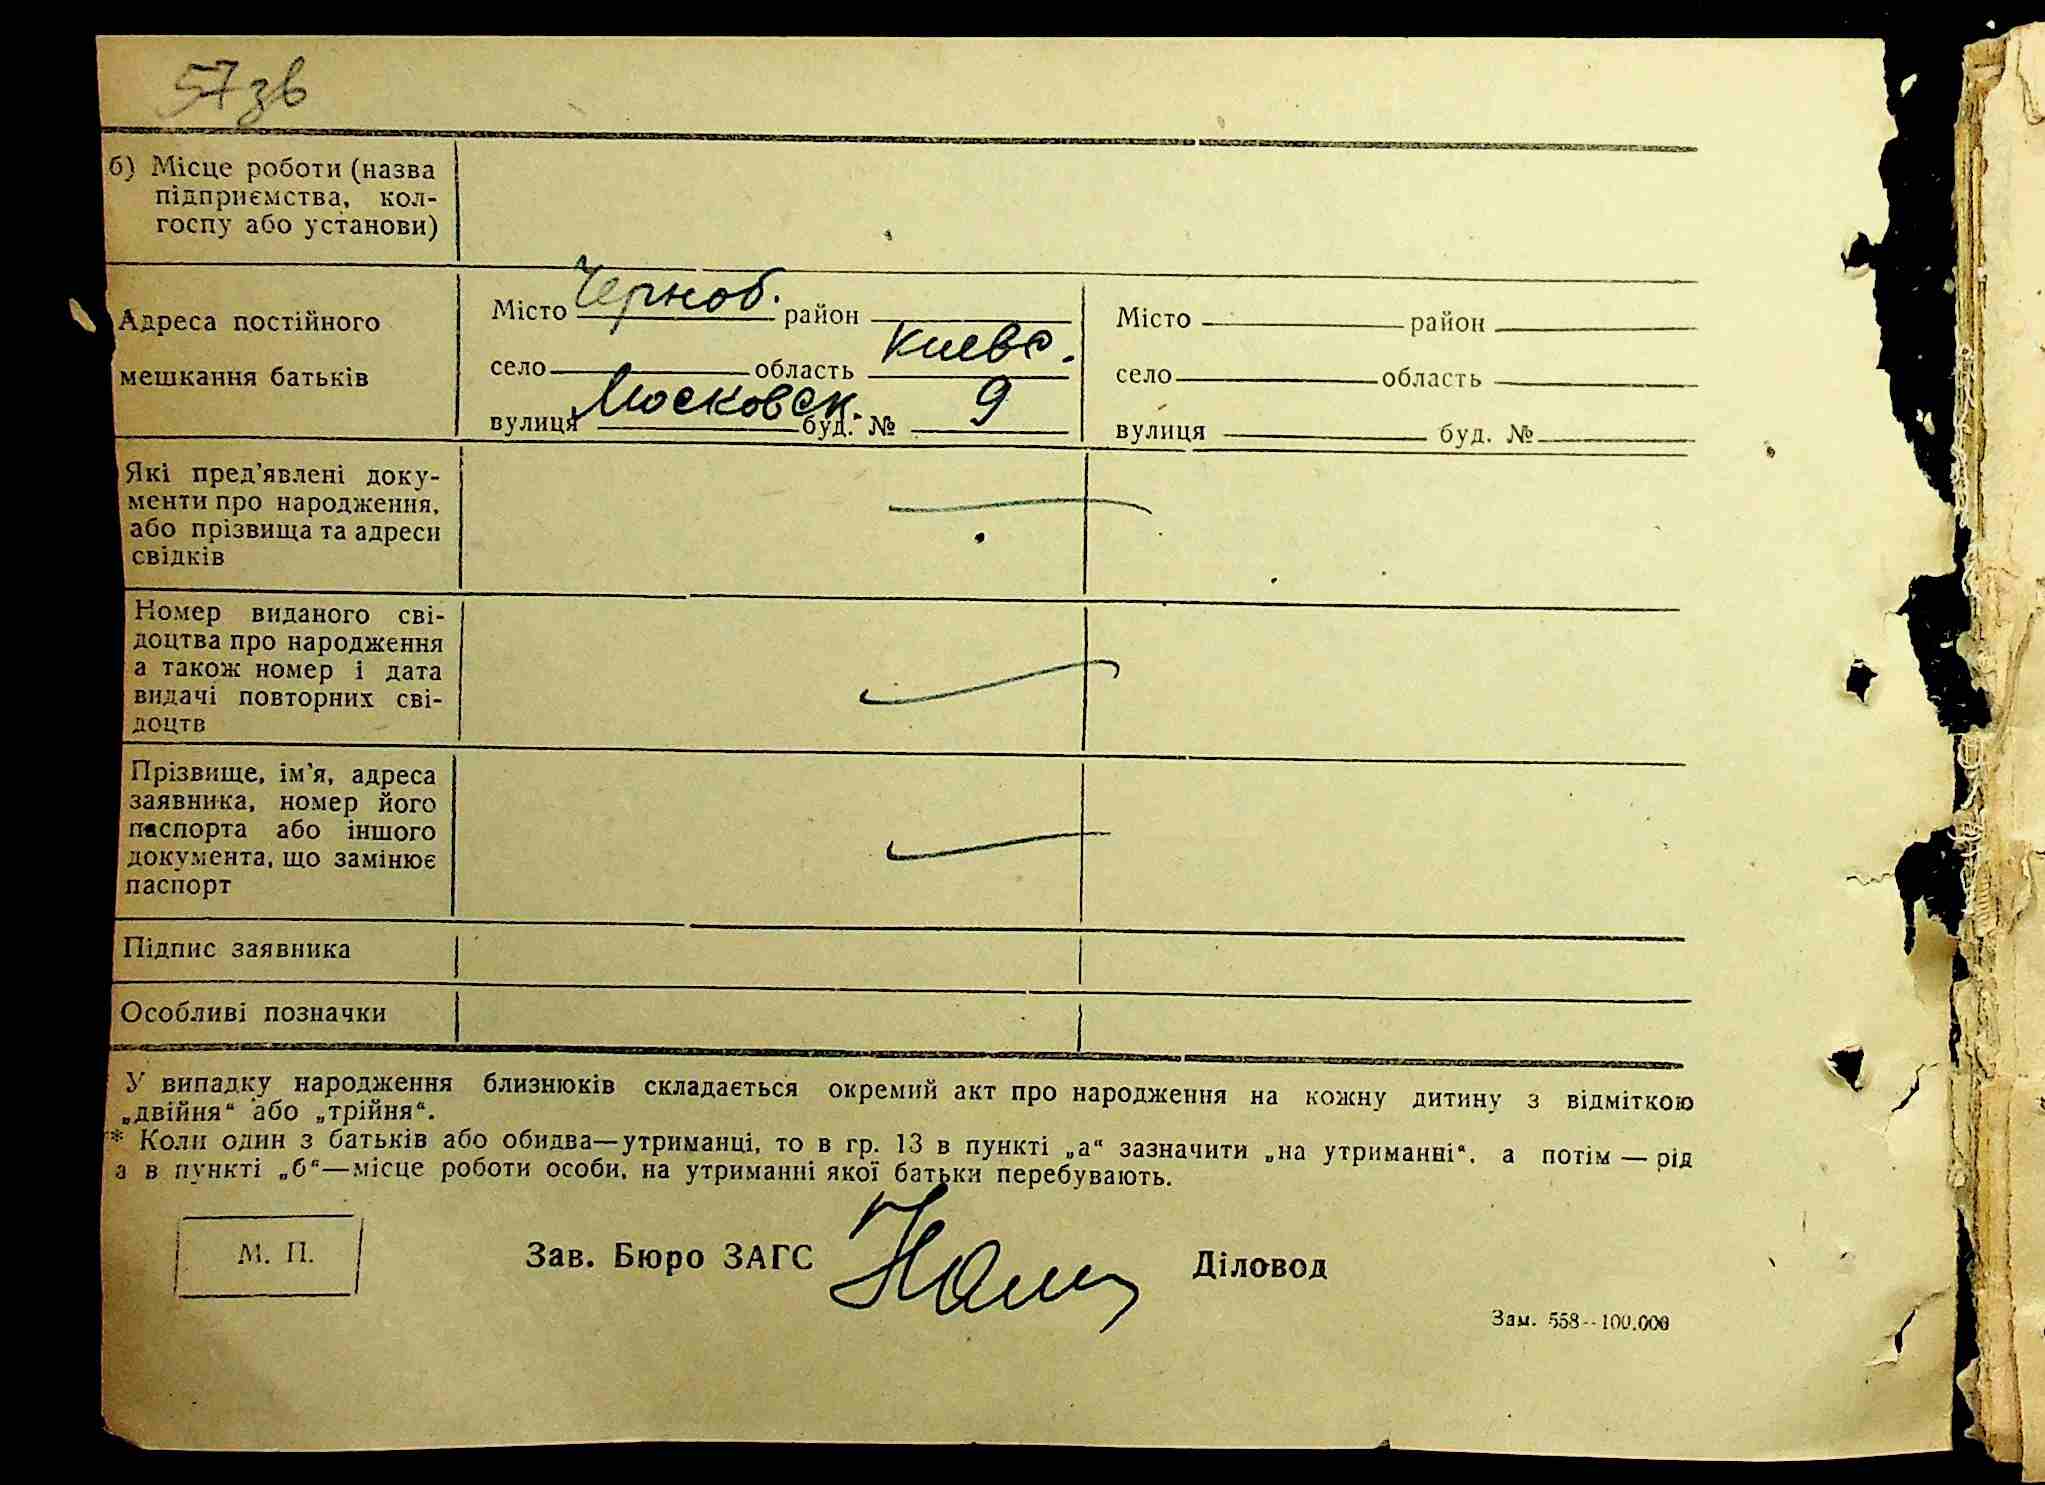 57зв
б) Місце роботи (назва
підприємства, кол-
госпу або установи)
Адреса постійного
мешкання батьків
Місто Черноб. район
село область Киевс.
вулиця Московск. буд. № 9
Місто район
село область
вулиця буд. №
Які пред'явлені доку-
менти про народження,
або прізвища та адреси
свідків
Номер виданого сві-
доцтва про народження
а також номер і дата
видачі повторних сві-
доцтв
Прізвище, ім'я, адреса
заявника, номер його
паспорта або іншого
документа, що замінює
паспорт
Підпис заявника
Особливі позначки
У випадку народження близнюків складається окремий акт про народження на кожну дитину з відміткою
„двійня“ або „трійня“.
* Коли один з батьків або обидва—утриманці, то в гр. 13 в пункті „а“ зазначити „на утриманні“, а потім — рід
а в пункті „б“—місце роботи особи, на утриманні якої батьки перебувають.
М. П.
Зав. Бюро ЗАГС Діловод
Зам. 558--100.000